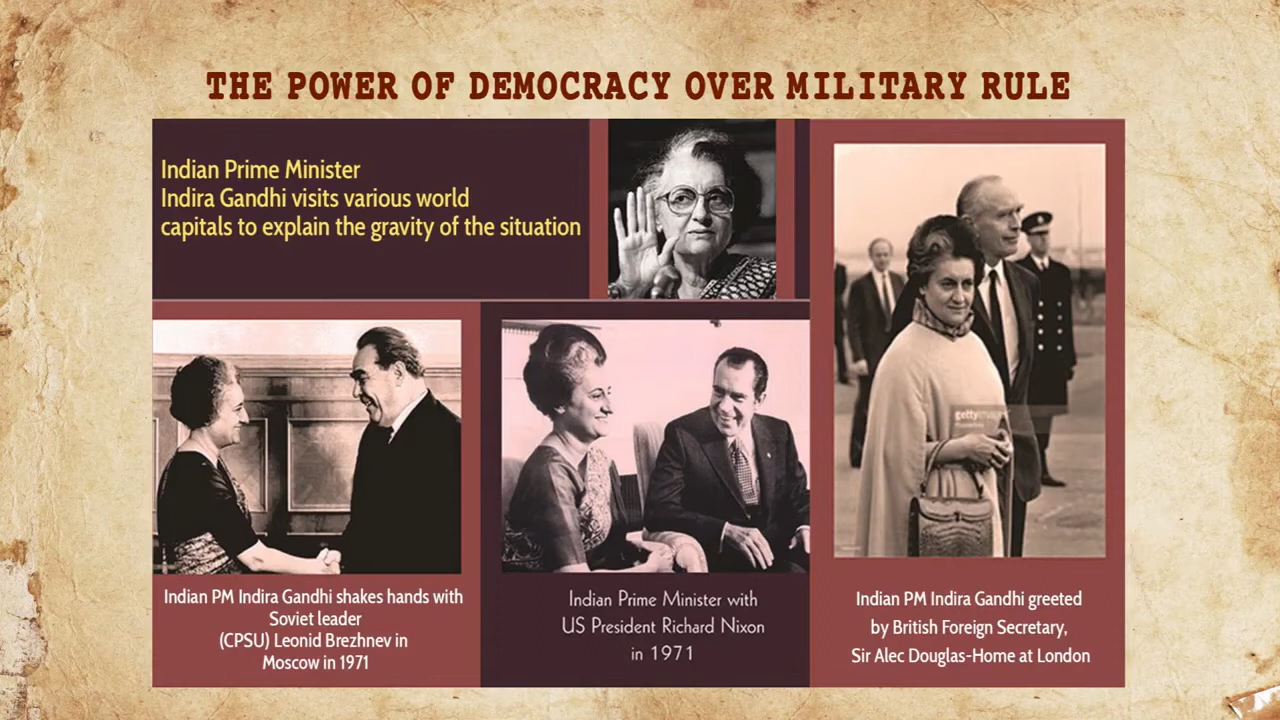 THE POWER OF DEMOCRACY OVER MILITARY RULE
Indian Prime Minister
Indira Gandhi visits various world
capitals to explain the gravity of the situation
gettyimages
Indian PM Indira Gandhi shakes hands with
Soviet leader
(CPSU) Leonid Brezhnev in
Moscow in 1971
Indian Prime Minister with
US President Richard Nixon
in 1971
Indian PM Indira Gandhi greeted
by British Foreign Secretary,
Sir Alec Douglas-Home at London